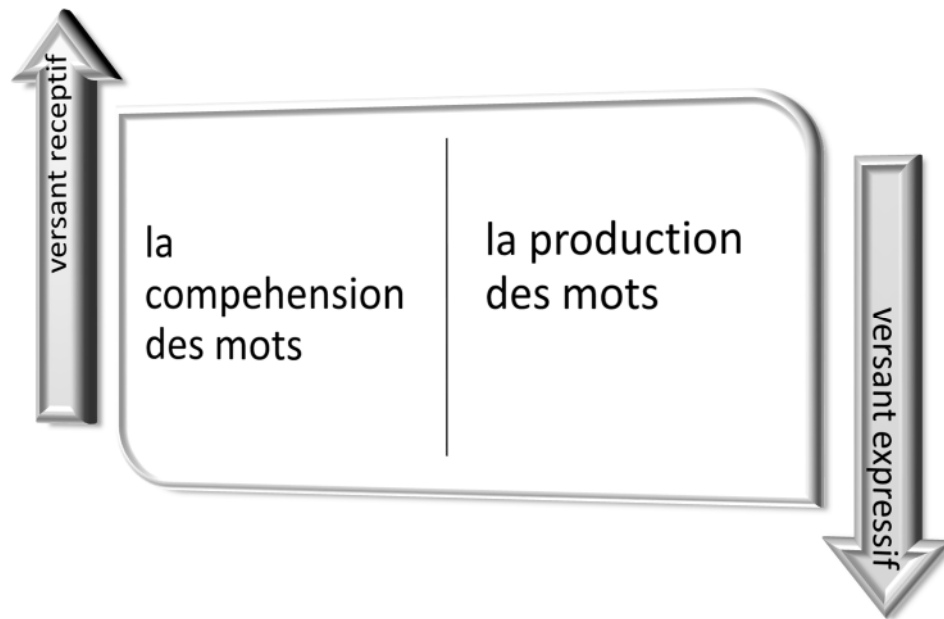 versant receptif
la
compehension
des mots
la production
des mots
versant expressif